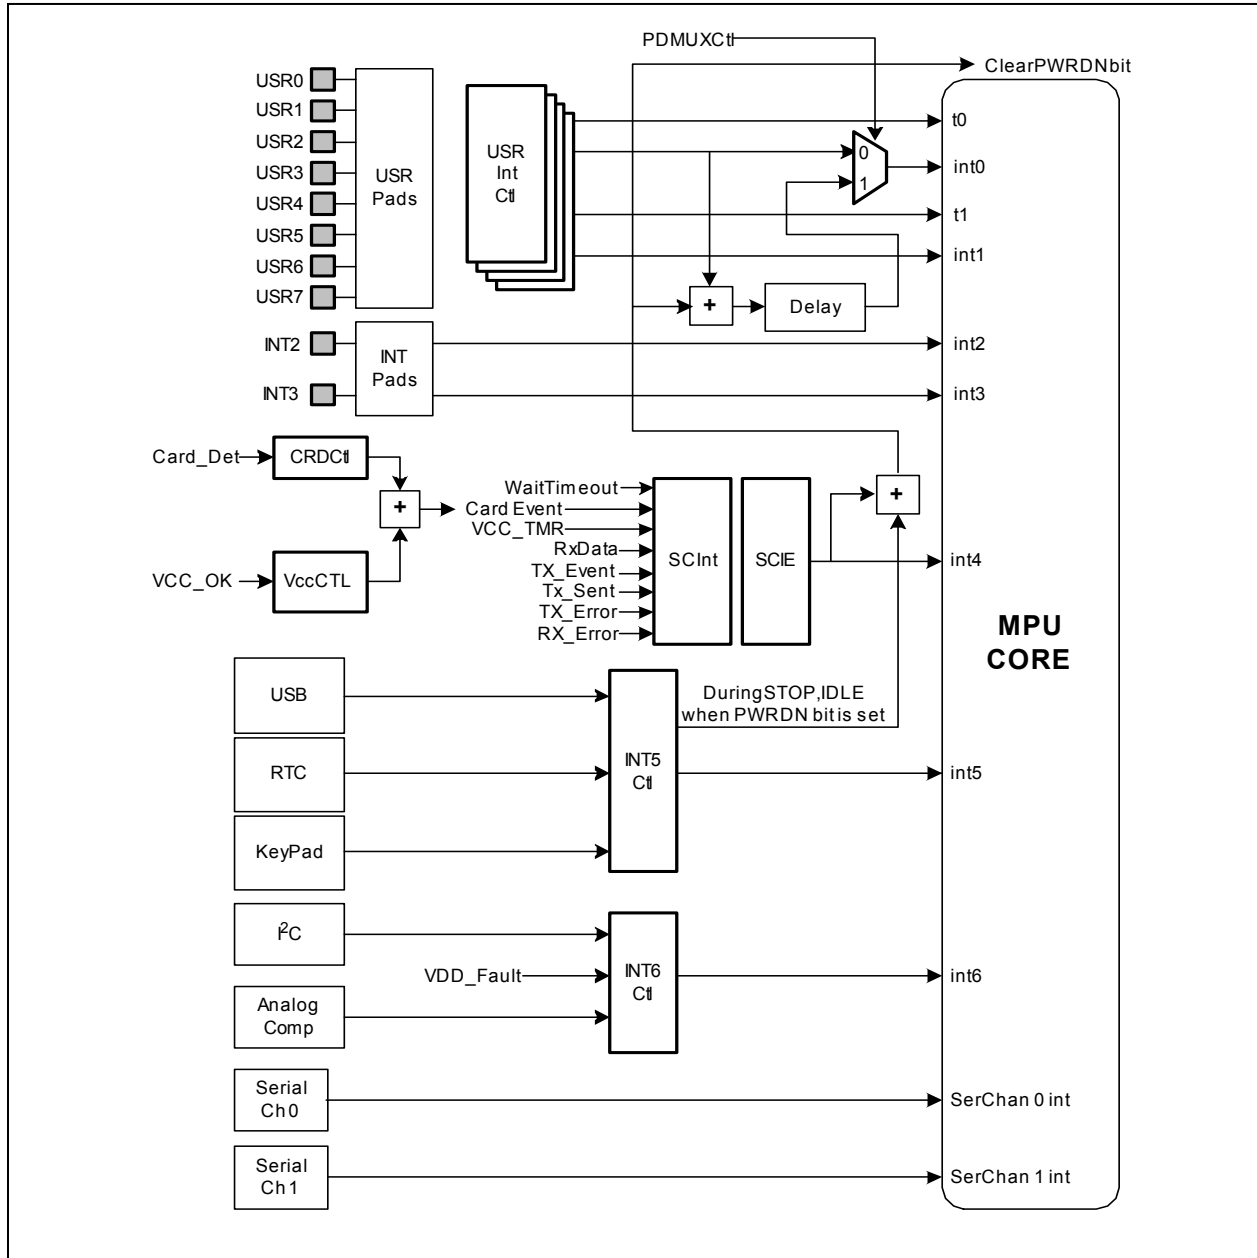 PDMUXCtl
ClearPWRDNbit
USR0
USR1
USR2
USR3
USR4
USR5
USR6
USR7
USR
Pads
USR
Int
Ctl
0
1
t0
int0
t1
int1
+
Delay
INT2
INT3
INT
Pads
int2
int3
Card_Det
CRDCtl
+
VCC_OK
VccCTL
WaitTimeout
Card Event
VCC_TMR
RxData
TX_Event
Tx_Sent
TX_Error
RX_Error
SCInt
SCIE
+
int4
MPU
CORE
USB
RTC
KeyPad
INT5
Ctl
DuringSTOP,IDLE
when PWRDN bit is set
int5
I²C
VDD_Fault
Analog
Comp
INT6
Ctl
int6
Serial
Ch 0
SerChan 0 int
Serial
Ch 1
SerChan 1 int